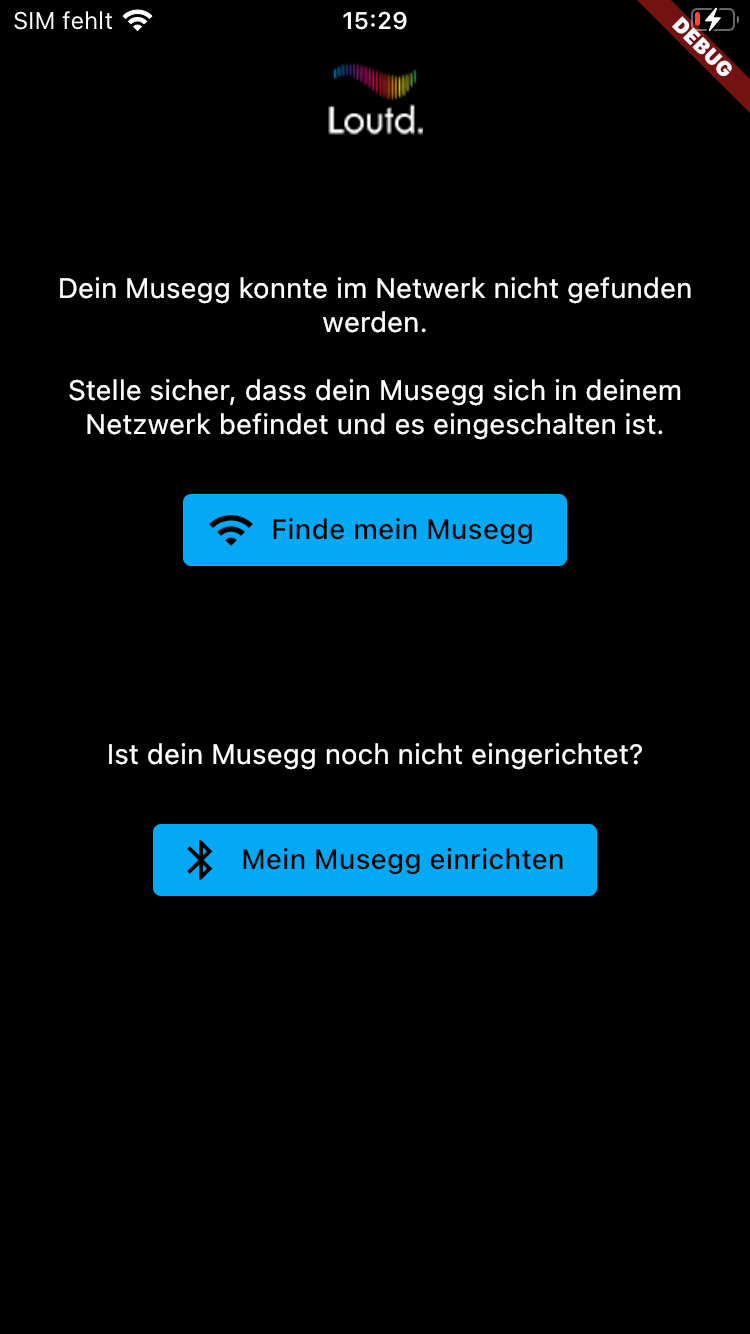 SIM fehlt 15:29
DEBUG
Loutd.
Dein Musegg konnte im Netwerk nicht gefunden
werden.
Stelle sicher, dass dein Musegg sich in deinem
Netzwerk befindet und es eingeschalten ist.
Finde mein Musegg
Ist dein Musegg noch nicht eingerichtet?
Mein Musegg einrichten